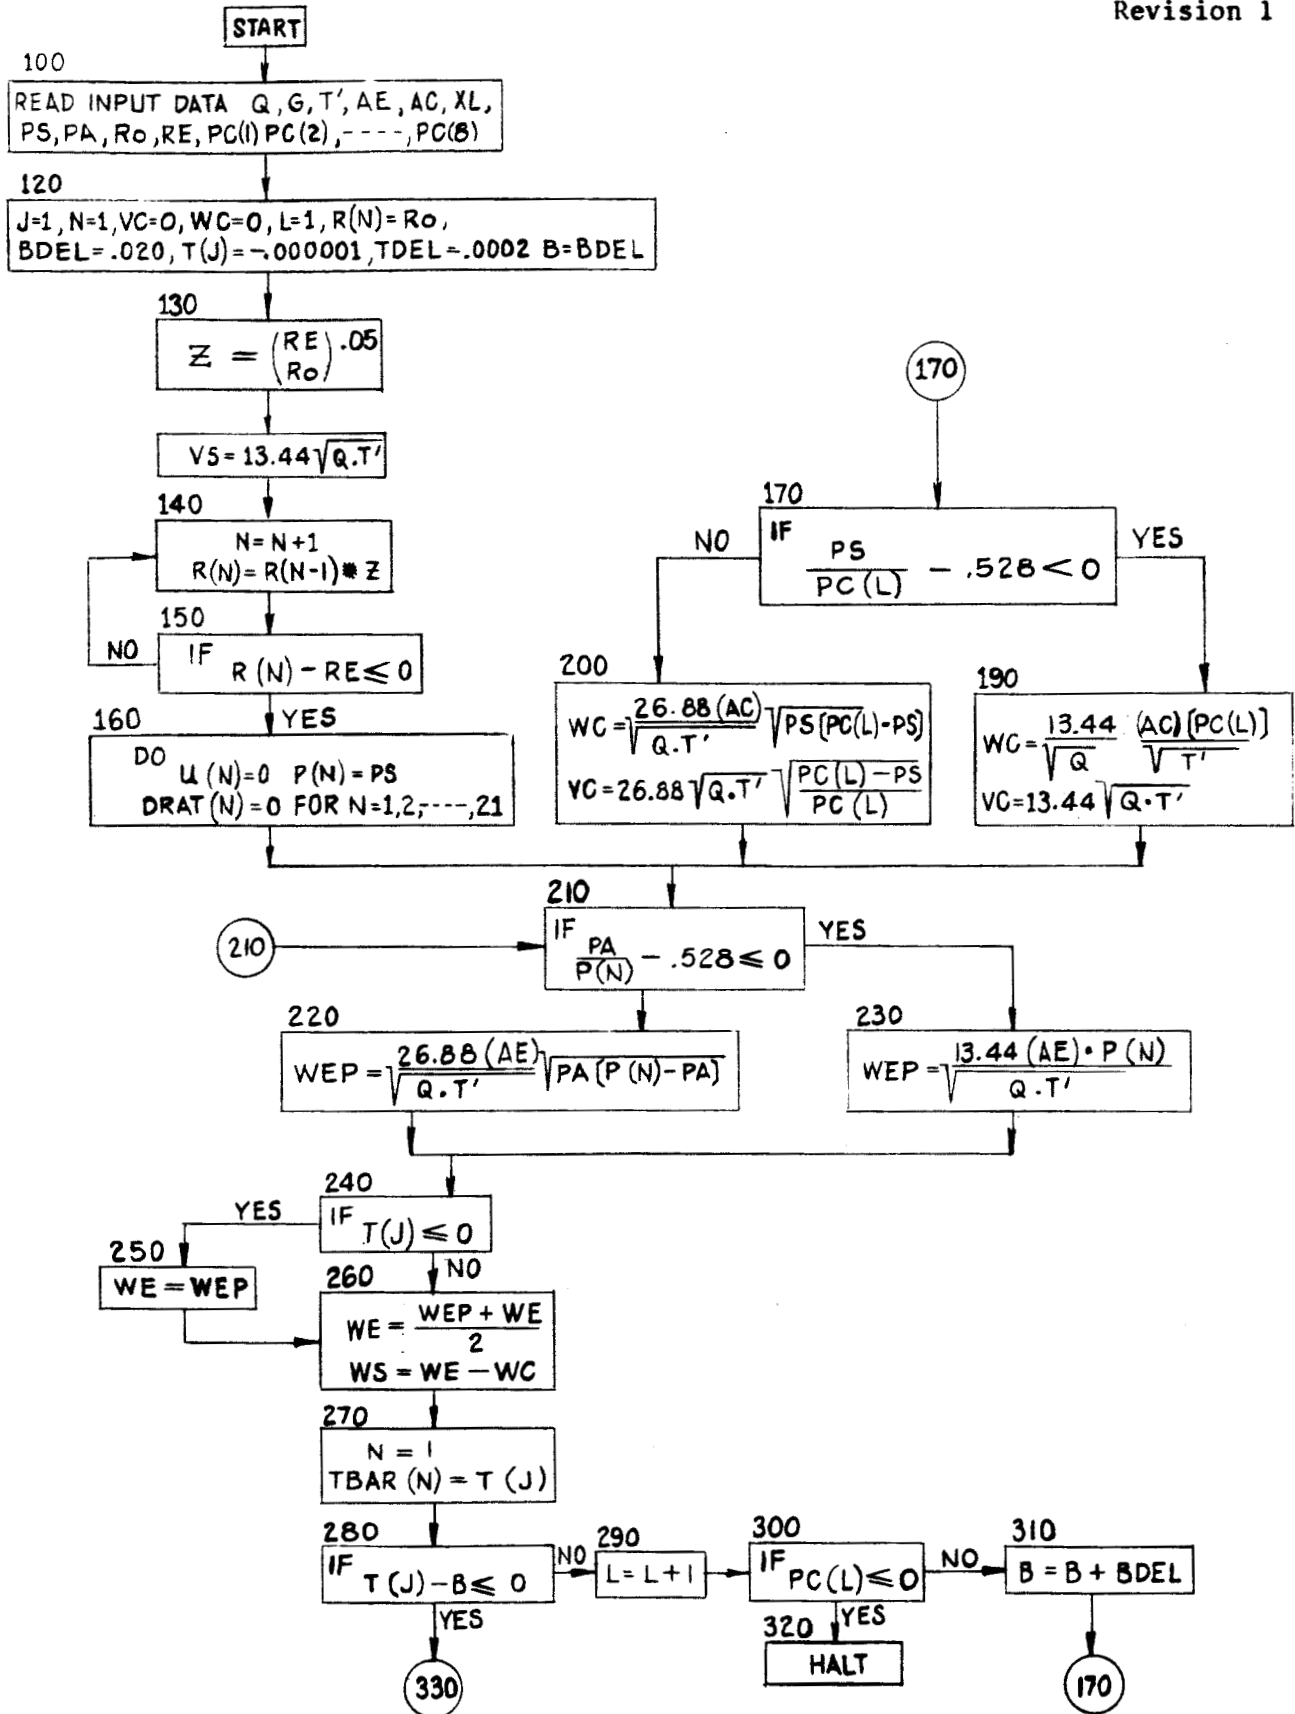 Revision 1
START
100
READ INPUT DATA Q, G, T', AE, AC, XL,
PS, PA, Ro, RE, PC(1) PC(2), ----, PC(8)
120
J=1, N=1, VC=0, WC=0, L=1, R(N)=Ro,
BDEL=.020, T(J)=-.000001, TDEL=.0002 B=BDEL
130
Z = (RE/Ro).05
VS=13.44√Q.T'
140
N=N+1
R(N)=R(N-1)*Z
150
IF R(N)-RE≤0
NO
YES
160
DO
U(N)=0 P(N)=PS
DRAT(N)=0 FOR N=1,2,----,21
170
170
IF PS/PC(L) - .528<0
NO
YES
200
WC=26.88(AC)/√Q.T' √PS[PC(L)-PS]
VC=26.88√Q.T' √PC(L)-PS/PC(L)
190
WC=13.44/√Q (AC)[PC(L)]/√T'
VC=13.44√Q·T'
210
210
IF PA/P(N) - .528≤0
YES
220
WEP=26.88(AE)/√Q.T' √PA[P(N)-PA]
230
WEP=13.44(AE)·P(N)/√Q.T'
240
IF T(J)≤0
YES
NO
250
WE=WEP
260
WE=WEP+WE/2
WS=WE-WC
270
N=1
TBAR(N)=T(J)
280
IF T(J)-B≤0
NO
YES
290
L=L+1
300
IF PC(L)≤0
NO
YES
310
B=B+BDEL
320
HALT
330
170